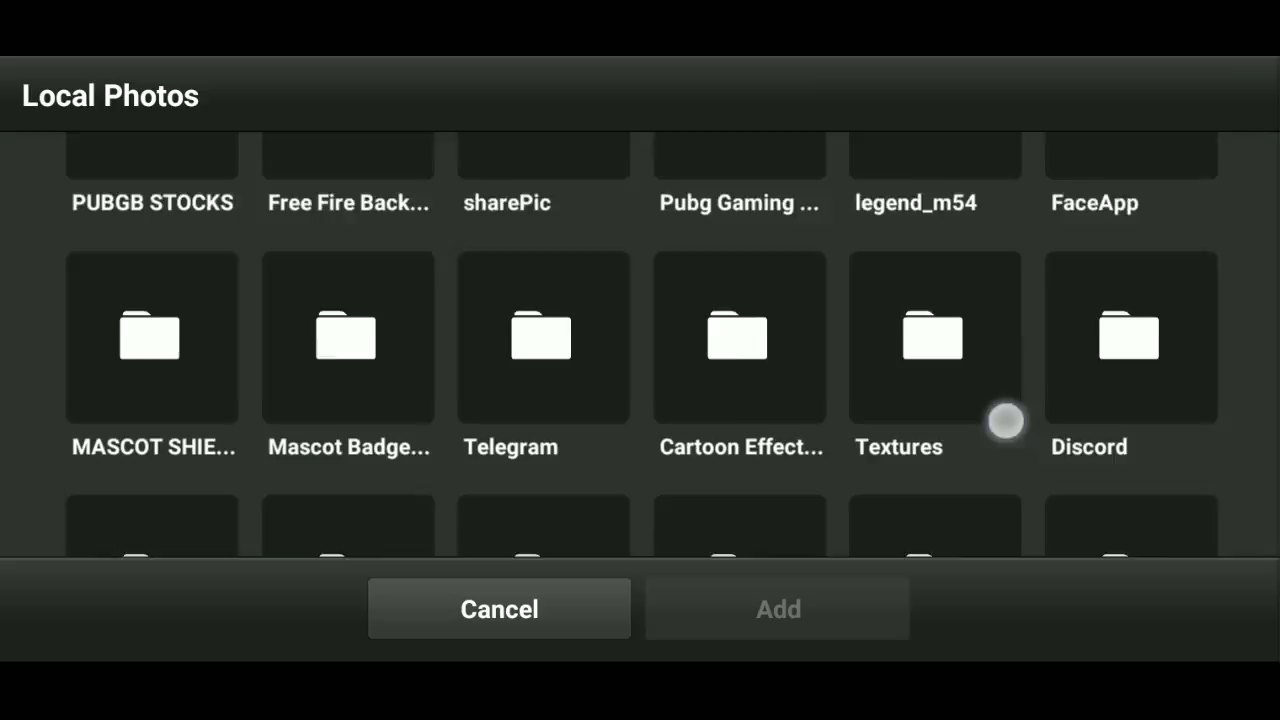 Local Photos
PUBGB STOCKS
Free Fire Back...
sharePic
Pubg Gaming ...
legend_m54
FaceApp
MASCOT SHIE...
Mascot Badge...
Telegram
Cartoon Effect...
Textures
Discord
Cancel
Add